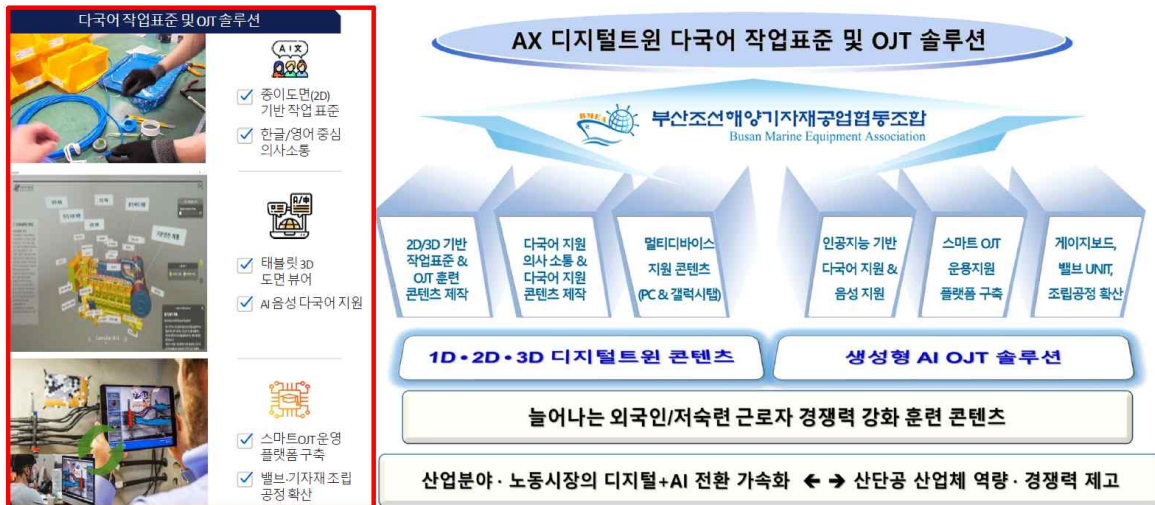 다국어 작업표준 및 OJT 솔루션
AI 文
종이도면(2D)
기반 작업 표준
한글/영어 중심
의사소통
태블릿 3D
도면 뷰어
AI 음성 다국어 지원
스마트OJT 운영
플랫폼 구축
밸브·기자재 조립
공정 확산
AX 디지털트윈 다국어 작업표준 및 OJT 솔루션
BMEA
부산조선해양기자재공업협동조합
Busan Marine Equipment Association
2D/3D 기반
작업표준 &
OJT 훈련
콘텐츠 제작
다국어 지원
의사 소통 &
다국어 지원
콘텐츠 제작
멀티디바이스
지원 콘텐츠
(PC & 갤럭시탭)
인공지능 기반
다국어 지원 &
음성 지원
스마트 OJT
운용지원
플랫폼 구축
게이지보드,
밸브 UNIT,
조립공정 확산
1D•2D•3D 디지털트윈 콘텐츠
생성형 AI OJT 솔루션
늘어나는 외국인/저숙련 근로자 경쟁력 강화 훈련 콘텐츠
산업분야 · 노동시장의 디지털+AI 전환 가속화 ← → 산단공 산업체 역량 · 경쟁력 제고